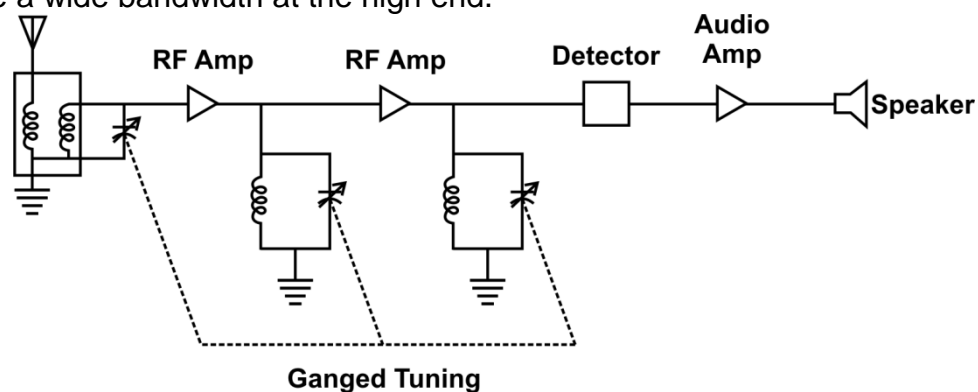 e a wide bandwidth at the high end.
Audio
RF Amp RF Amp Detector Amp
Speaker
Ganged Tuning